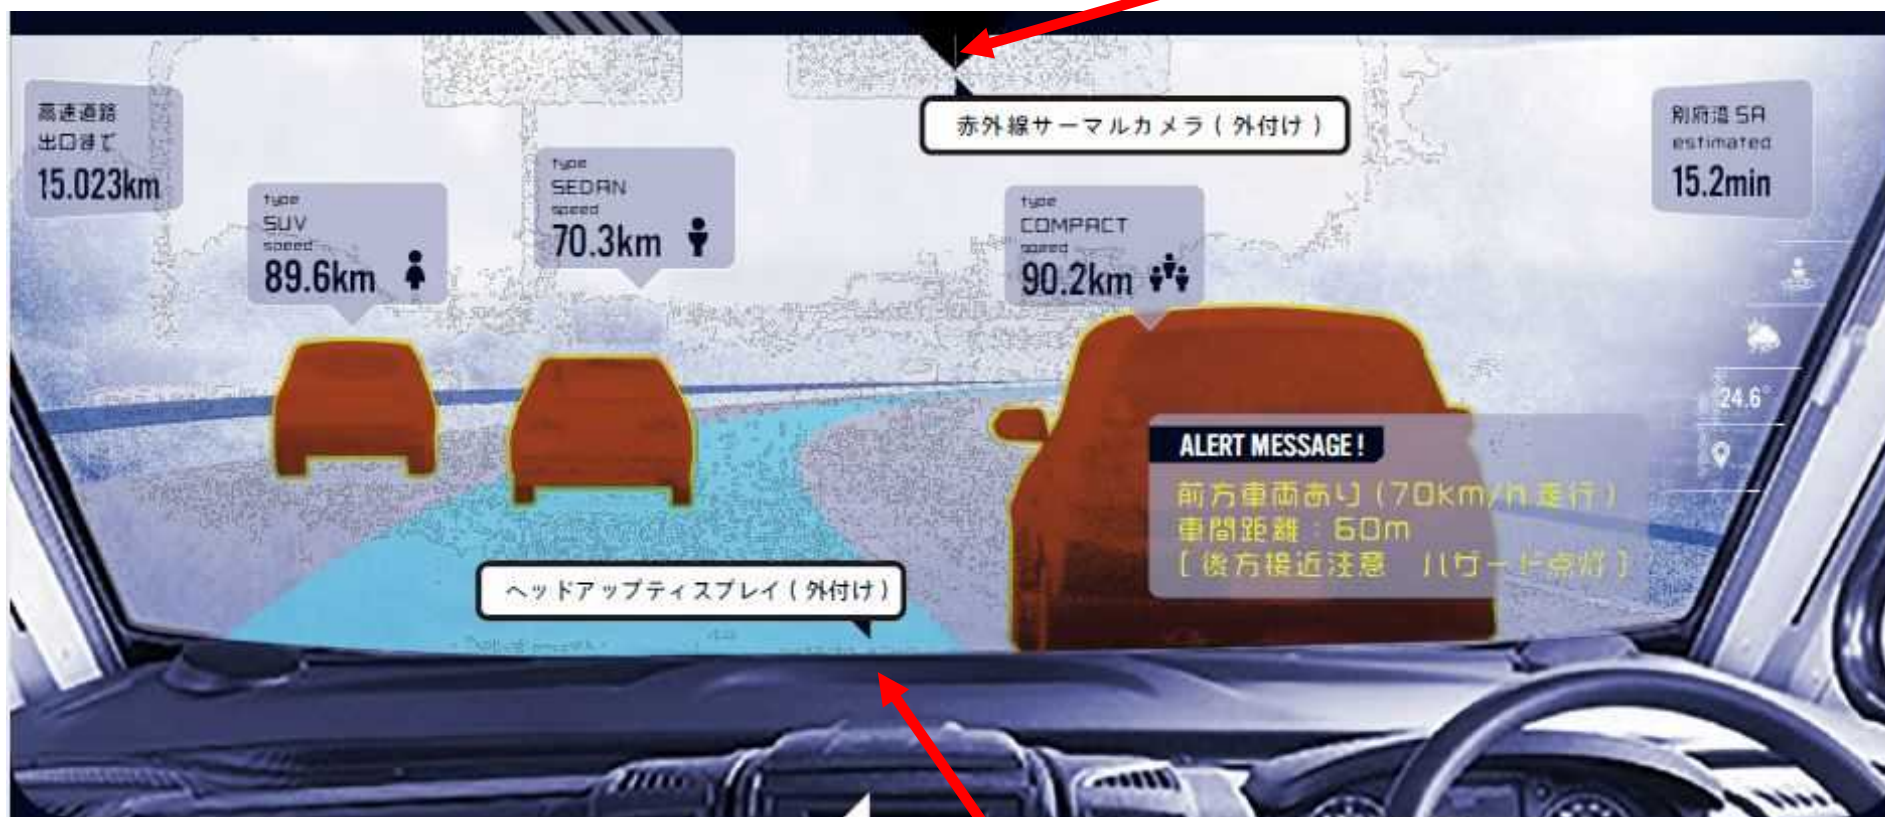 高速道路
出口まで
15.023km
type
SUV
speed
89.6km
type
SEDAN
speed
70.3km
赤外線サーマルカメラ(外付け)
type
COMPACT
speed
90.2km
別府湾SA
estimated
15.2min
24.6°
ALERT MESSAGE!
前方車両あり(70km/h 走行)
車間距離:60m
[後方接近注意 ハザード点灯]
ヘッドアップティスプレイ(外付け)